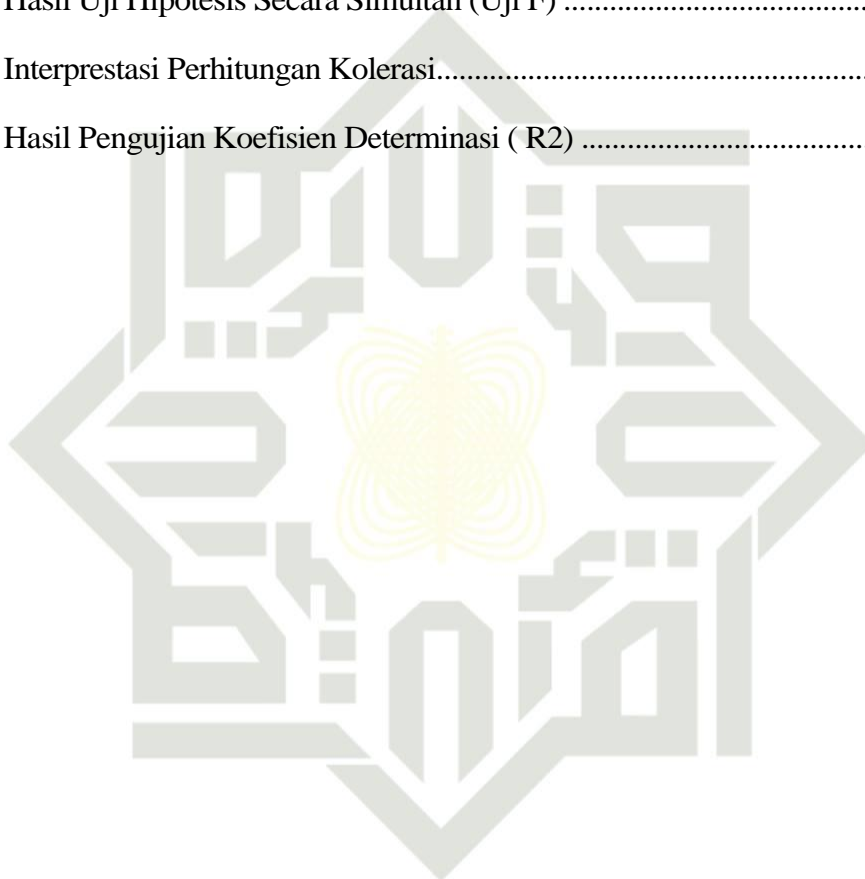 Hasil Uji Hipotesis Secara Simultan (Uji F) ........................................
Interprestasi Perhitungan Kolerasi.........................................................
Hasil Pengujian Koefisien Determinasi ( R2) .....................................